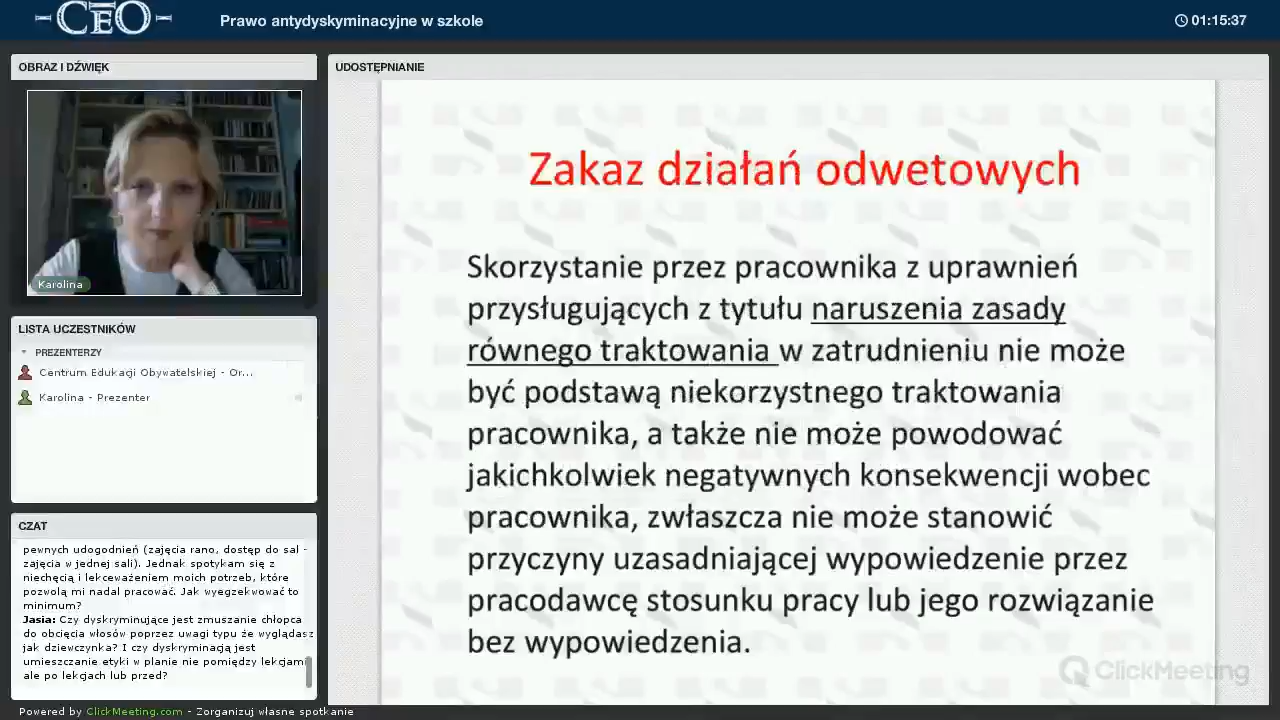 CEO
Prawo antydyskyminacyjne w szkole
01:15:37
OBRAZ I DŹWIĘK
Karolina
LISTA UCZESTNIKÓW
PREZENTERZY
Centrum Edukacji Obywatelskiej - Or...
Karolina - Prezenter
CZAT
pewnych udogodnień (zajęcia rano, dostęp do sal -
zajęcia w jednej sali). Jednak spotykam się z
niechęcią i lekceważeniem moich potrzeb, które
pozwolą mi nadal pracować. Jak wyegzekwować to
minimum?
Jasia: Czy dyskryminujące jest zmuszanie chłopca
do obcięcia włosów poprzez uwagi typu że wyglądasz
jak dziewczynka? I czy dyskryminacją jest
umieszczanie etyki w planie nie pomiędzy lekcjami
ale po lekcjach lub przed?
UDOSTĘPNIANIE
Zakaz działań odwetowych
Skorzystanie przez pracownika z uprawnień
przysługujących z tytułu naruszenia zasady
równego traktowania w zatrudnieniu nie może
być podstawą niekorzystnego traktowania
pracownika, a także nie może powodować
jakichkolwiek negatywnych konsekwencji wobec
pracownika, zwłaszcza nie może stanowić
przyczyny uzasadniającej wypowiedzenie przez
pracodawcę stosunku pracy lub jego rozwiązanie
bez wypowiedzenia.
ClickMeeting
Powered by ClickMeeting.com - Zorganizuj własne spotkanie